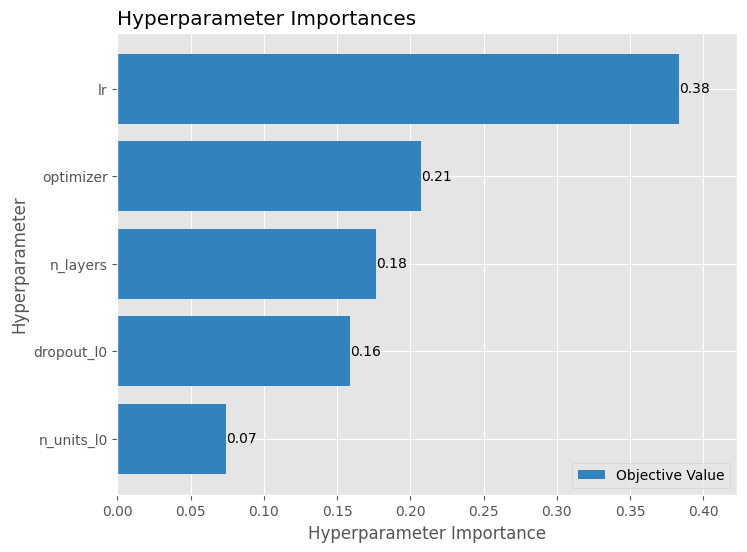 Hyperparameter Importances
Hyperparameter
lr
0.38
optimizer
0.21
n_layers
0.18
dropout_l0
0.16
n_units_l0
0.07
Objective Value
0.00 0.05 0.10 0.15 0.20 0.25 0.30 0.35 0.40
Hyperparameter Importance